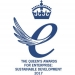 THE QUEEN'S AWARDS
FOR ENTERPRISE:
SUSTAINABLE DEVELOPMENT
2017